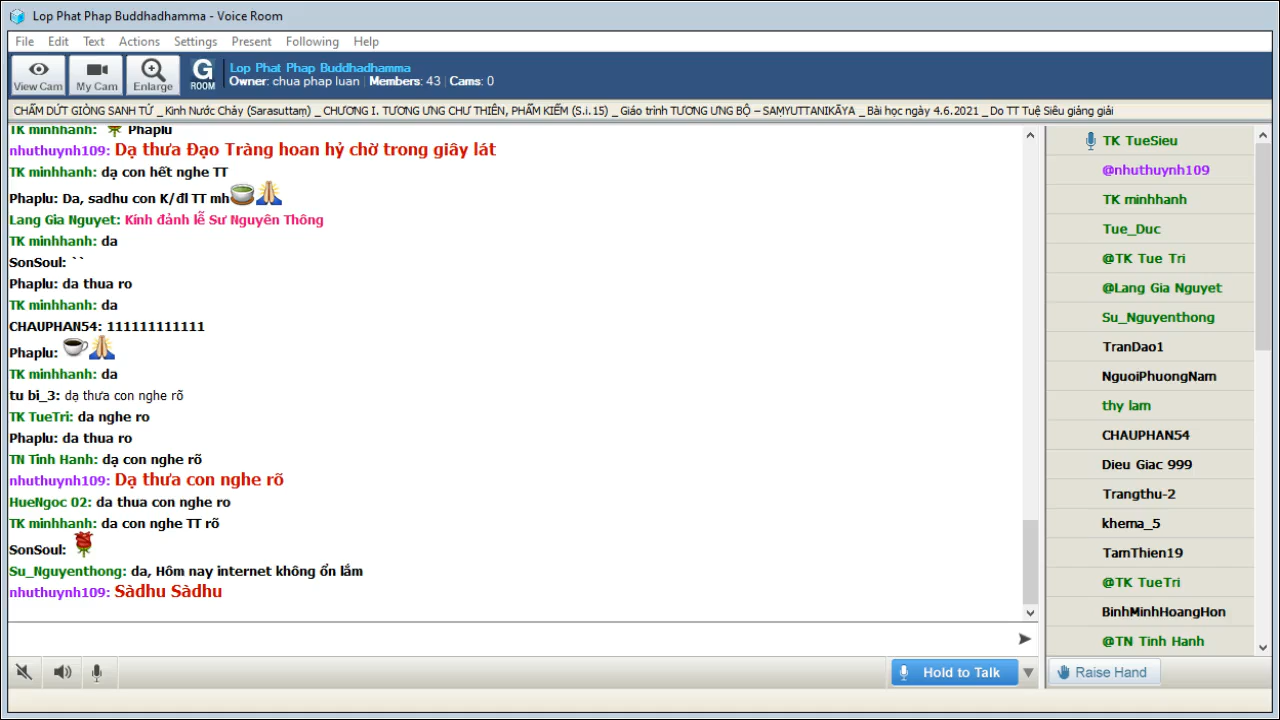 Lop Phat Phap Buddhadhamma - Voice Room
File Edit Text Actions Settings Present Following Help
View Cam My Cam Enlarge G ROOM
Lop Phat Phap Buddhadhamma
Owner: chua phap luan Members: 43 Cams: 0
CHẤM DỨT GIÒNG SANH TỬ _Kinh Nước Chảy (Sarasuttaṃ) _CHƯƠNG I. TƯƠNG ƯNG CHƯ THIÊN, PHẨM KIẾM (S.i.15) _Giáo trình TƯƠNG ƯNG BỘ – SAṂYUTTANIKĀYA _Bài học ngày 4.6.2021 _Do TT Tuệ Siêu giảng giải
TK minhhanh: Phaplu
nhuthuynh109: Dạ thưa Đạo Tràng hoan hỷ chờ trong giây lát
TK minhhanh: dạ con hết nghe TT
Phaplu: Da, sadhu con K/đl TT mh
Lang Gia Nguyet: Kính đảnh lễ Sư Nguyên Thông
TK minhhanh: da
SonSoul: ``
Phaplu: da thua ro
TK minhhanh: da
CHAUPHAN54: 111111111111
Phaplu:
TK minhhanh: da
tu bi_3: dạ thưa con nghe rõ
TK TueTri: da nghe ro
Phaplu: da thua ro
TN Tinh Hanh: dạ con nghe rõ
nhuthuynh109: Dạ thưa con nghe rõ
HueNgoc 02: da thua con nghe ro
TK minhhanh: da con nghe TT rõ
SonSoul:
Su_Nguyenthong: da, Hôm nay internet không ổn lắm
nhuthuynh109: Sàdhu Sàdhu
TK TueSieu
@nhuthuynh109
TK minhhanh
Tue_Duc
@TK Tue Tri
@Lang Gia Nguyet
Su_Nguyenthong
TranDao1
NguoiPhuongNam
thy lam
CHAUPHAN54
Dieu Giac 999
Trangthu-2
khema_5
TamThien19
@TK TueTri
BinhMinhHoangHon
@TN Tinh Hanh
Hold to Talk
Raise Hand